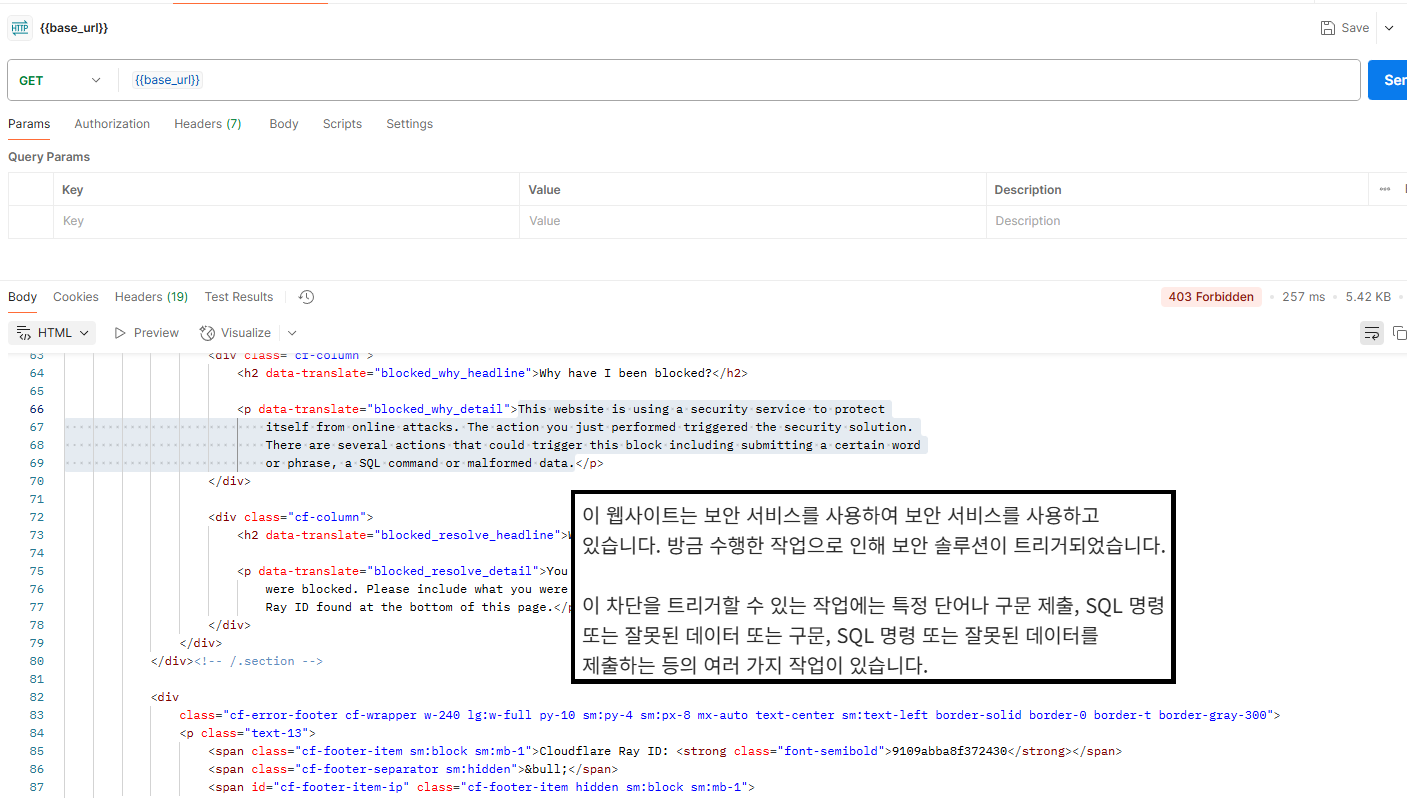 HTTP {{base_url}}
Save
GET {{base_url}}
Params Authorization Headers (7) Body Scripts Settings
Query Params
Key Value Description
Key Value Description
Body Cookies Headers (19) Test Results
403 Forbidden • 257 ms • 5.42 KB •
HTML Preview Visualize
63 <div class="cf-column">
64 <h2 data-translate="blocked_why_headline">Why have I been blocked?</h2>
65
66 <p data-translate="blocked_why_detail">This website is using a security service to protect
67 itself from online attacks. The action you just performed triggered the security solution.
68 There are several actions that could trigger this block including submitting a certain word
69 or phrase, a SQL command or malformed data.</p>
70 </div>
71
72 <div class="cf-column">
73 <h2 data-translate="blocked_resolve_headline">
74
75 <p data-translate="blocked_resolve_detail">You
76 were blocked. Please include what you were
77 Ray ID found at the bottom of this page.</p
78 </div>
79 </div>
80 </div><!-- /.section -->
81
82 <div
83 class="cf-error-footer cf-wrapper w-240 lg:w-full py-10 sm:py-4 sm:px-8 mx-auto text-center sm:text-left border-solid border-0 border-t border-gray-300">
84 <p class="text-13">
85 <span class="cf-footer-item sm:block sm:mb-1">Cloudflare Ray ID: <strong class="font-semibold">9109abba8f372430</strong></span>
86 <span class="cf-footer-separator sm:hidden">&bull;</span>
87 <span id="cf-footer-item-ip" class="cf-footer-item hidden sm:block sm:mb-1">
이 웹사이트는 보안 서비스를 사용하여 보안 서비스를 사용하고
있습니다. 방금 수행한 작업으로 인해 보안 솔루션이 트리거되었습니다.
이 차단을 트리거할 수 있는 작업에는 특정 단어나 구문 제출, SQL 명령
또는 잘못된 데이터 또는 구문, SQL 명령 또는 잘못된 데이터를
제출하는 등의 여러 가지 작업이 있습니다.